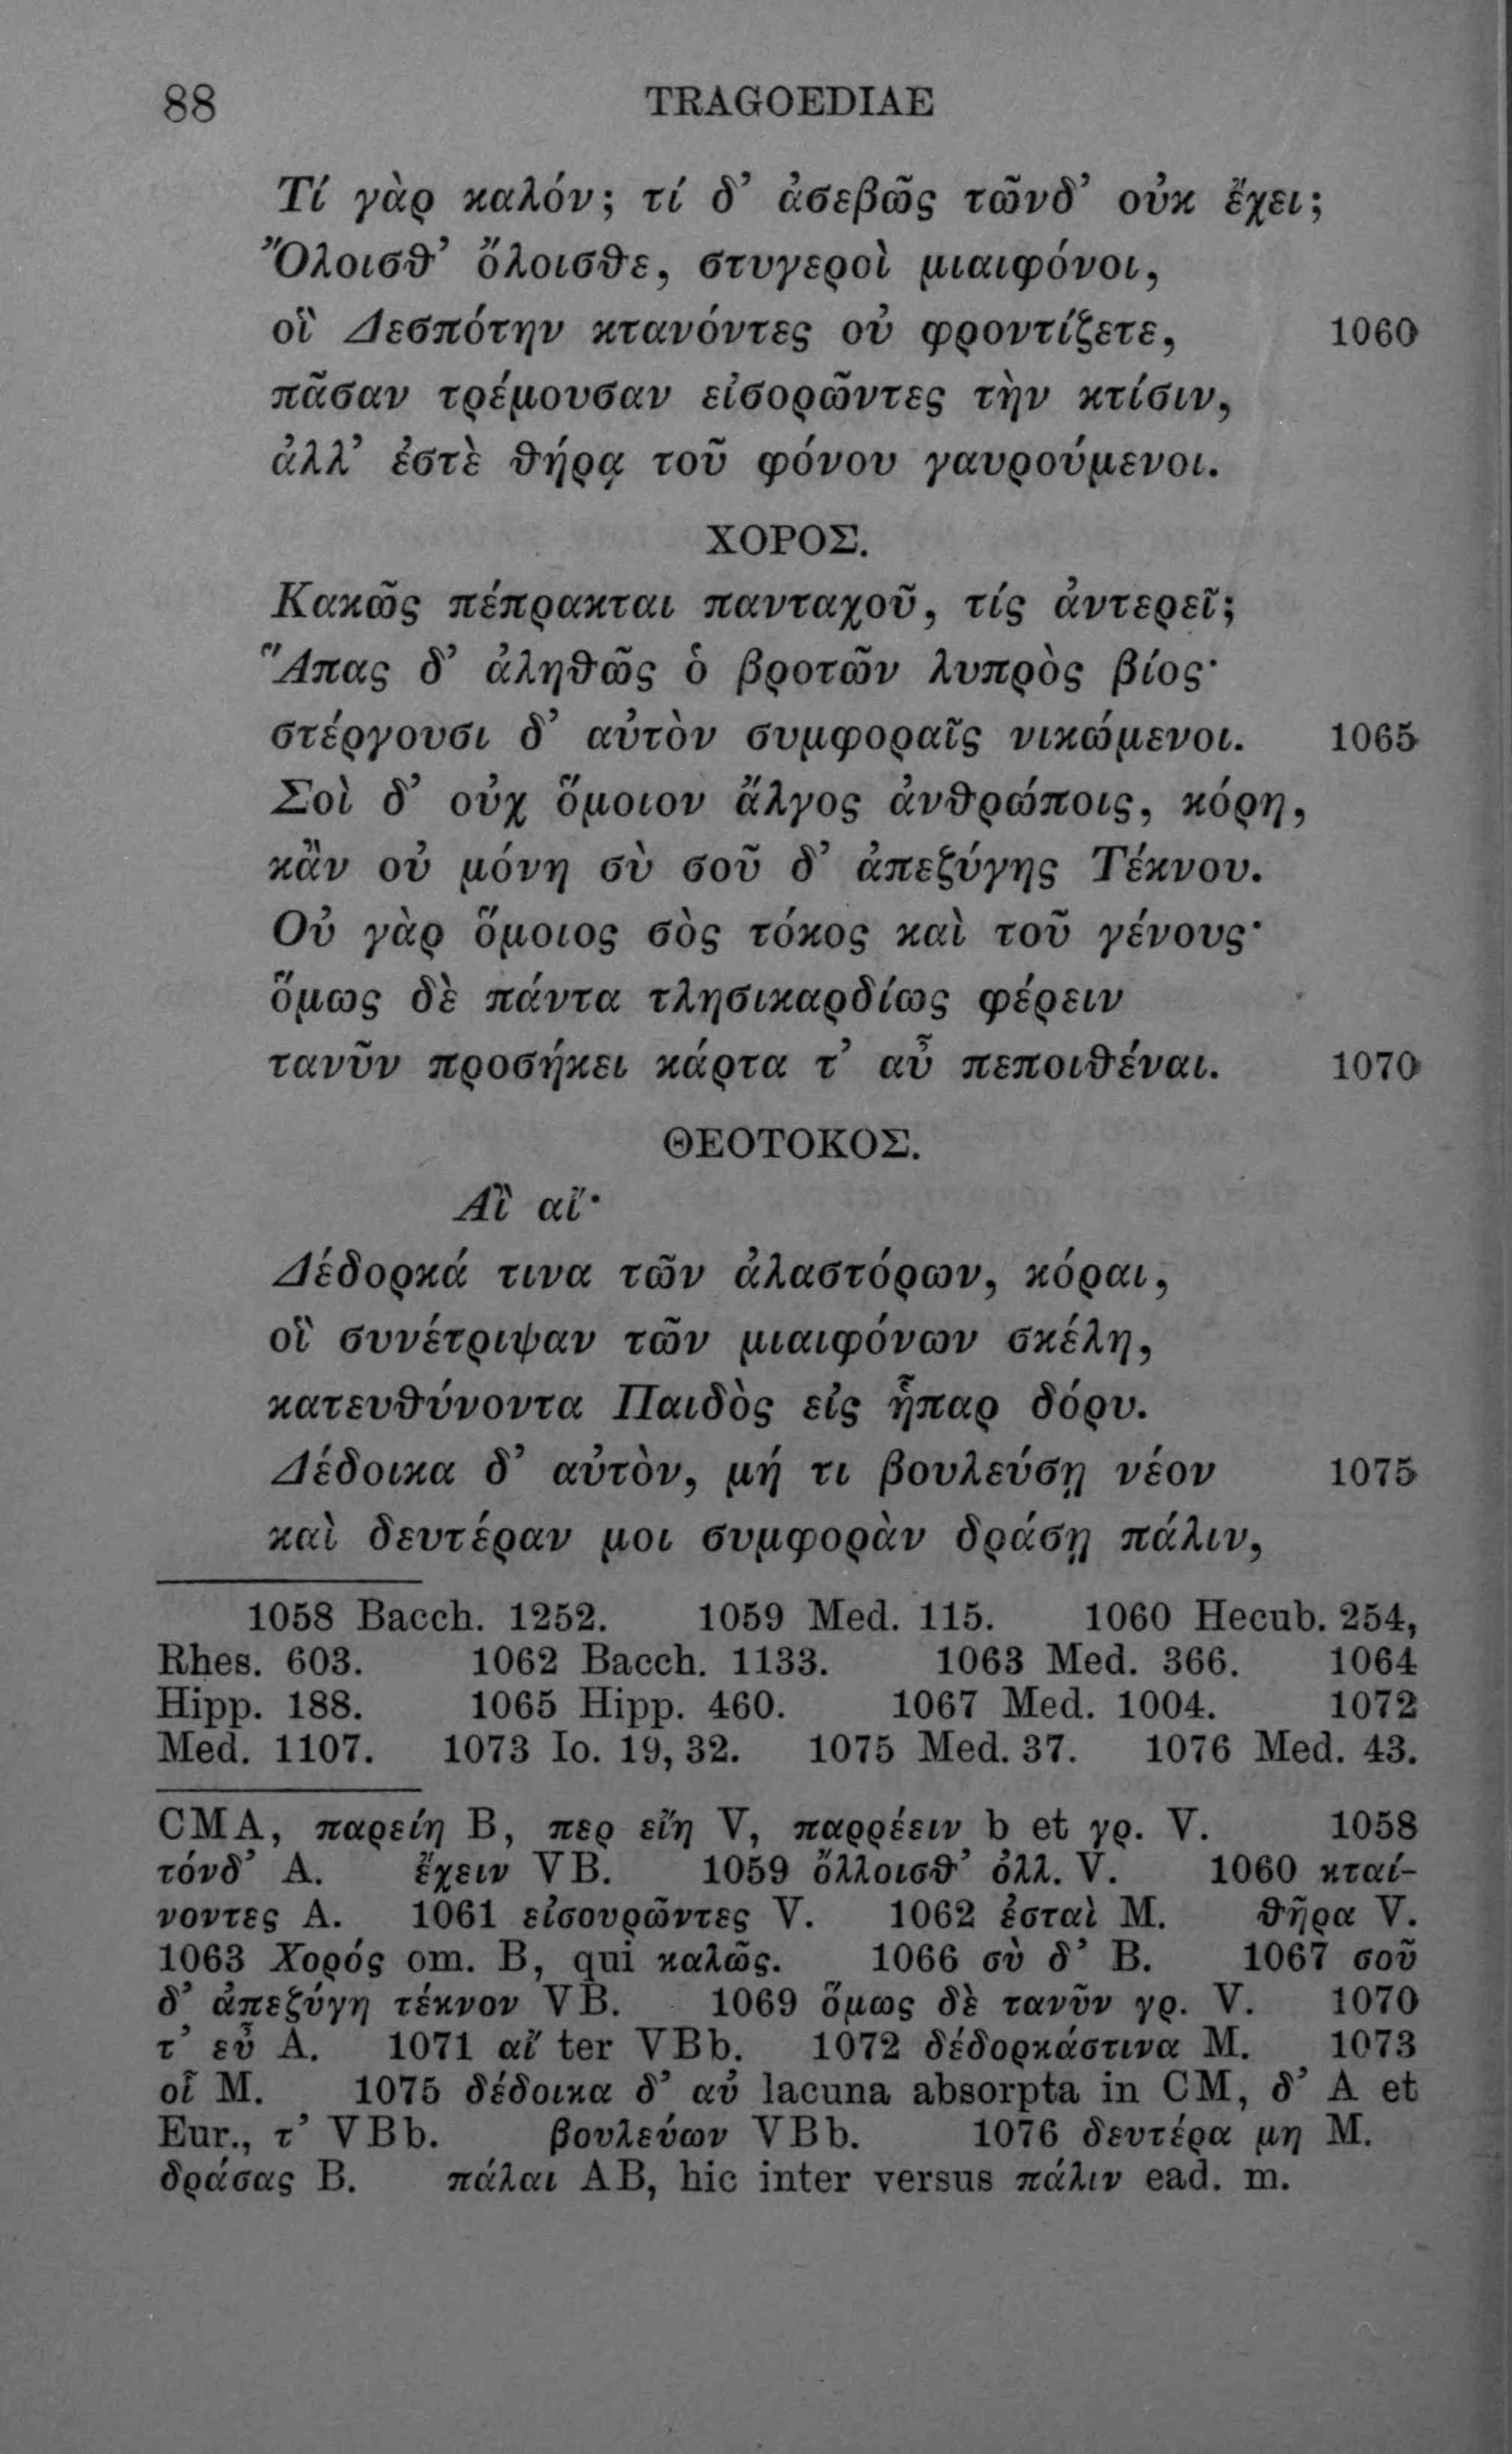 88 TRAGOEDIAE
Τί γὰρ καλόν; τί δ’ ἀσεβῶς τῶνδ’ οὐκ ἔχει;
Ὄλοισθ’ ὄλοισθε, στυγεροὶ μιαιφόνοι,
οἳ Δεσπότην κτανόντες οὐ φροντίζετε, 1060
πᾶσαν τρέμουσαν εἰσορῶντες τὴν κτίσιν,
ἀλλ’ ἐστὲ θήρᾳ τοῦ φόνου γαυρούμενοι.
ΧΟΡΟΣ.
Κακῶς πέπρακται πανταχοῦ, τίς ἀντερεῖ;
Ἅπας δ’ ἀληθῶς ὁ βροτῶν λυπρὸς βίος·
στέργουσι δ’ αὐτὸν συμφοραῖς νικώμενοι. 1065
Σοὶ δ’ οὐχ ὅμοιον ἄλγος ἀνθρώποις, κόρη,
κἂν οὐ μόνη σὺ σοῦ δ’ ἀπεζύγης Τέκνου.
Οὐ γὰρ ὅμοιος σὸς τόκος καὶ τοῦ γένους·
ὅμως δὲ πάντα τλησικαρδίως φέρειν
τανῦν προσήκει κάρτα τ’ αὖ πεποιθέναι. 1070
ΘΕΟΤΟΚΟΣ.
Αἲ αἴ·
Δέδορκά τινα τῶν ἀλαστόρων, κόραι,
οἳ συνέτριψαν τῶν μιαιφόνων σκέλη,
κατευθύνοντα Παιδὸς εἰς ἧπαρ δόρυ.
Δέδοικα δ’ αὐτὸν, μή τι βουλεύσῃ νέον 1075
καὶ δευτέραν μοι συμφορὰν δράσῃ πάλιν,
1058 Bacch. 1252. 1059 Med. 115. 1060 Hecub. 254,
Rhes. 603. 1062 Bacch. 1133. 1063 Med. 366. 1064
Hipp. 188. 1065 Hipp. 460. 1067 Med. 1004. 1072
Med. 1107. 1073 Io. 19, 32. 1075 Med. 37. 1076 Med. 43.
CMA, παρείη B, περ εἴη V, παρρέειν b et γρ. V. 1058
τόνδ’ A. ἔχειν VB. 1059 ὄλλοισθ’ ὀλλ. V. 1060 κταί-
νοντες A. 1061 εἰσουρῶντες V. 1062 ἐσταὶ M. θῆρα V.
1063 Χορός om. B, qui καλῶς. 1066 σὺ δ’ B. 1067 σοῦ
δ’ ἀπεζύγη τέκνον VB. 1069 ὅμως δὲ τανῦν γρ. V. 1070
τ’ εὖ A. 1071 αἴ ter VBb. 1072 δέδορκάστινα M. 1073
οἷ M. 1075 δέδοικα δ’ αὐ lacuna absorpta in CM, δ’ A et
Eur., τ’ VBb. βουλεύων VBb. 1076 δευτέρα μη M.
δράσας B. πάλαι AB, hic inter versus πάλιν ead. m.